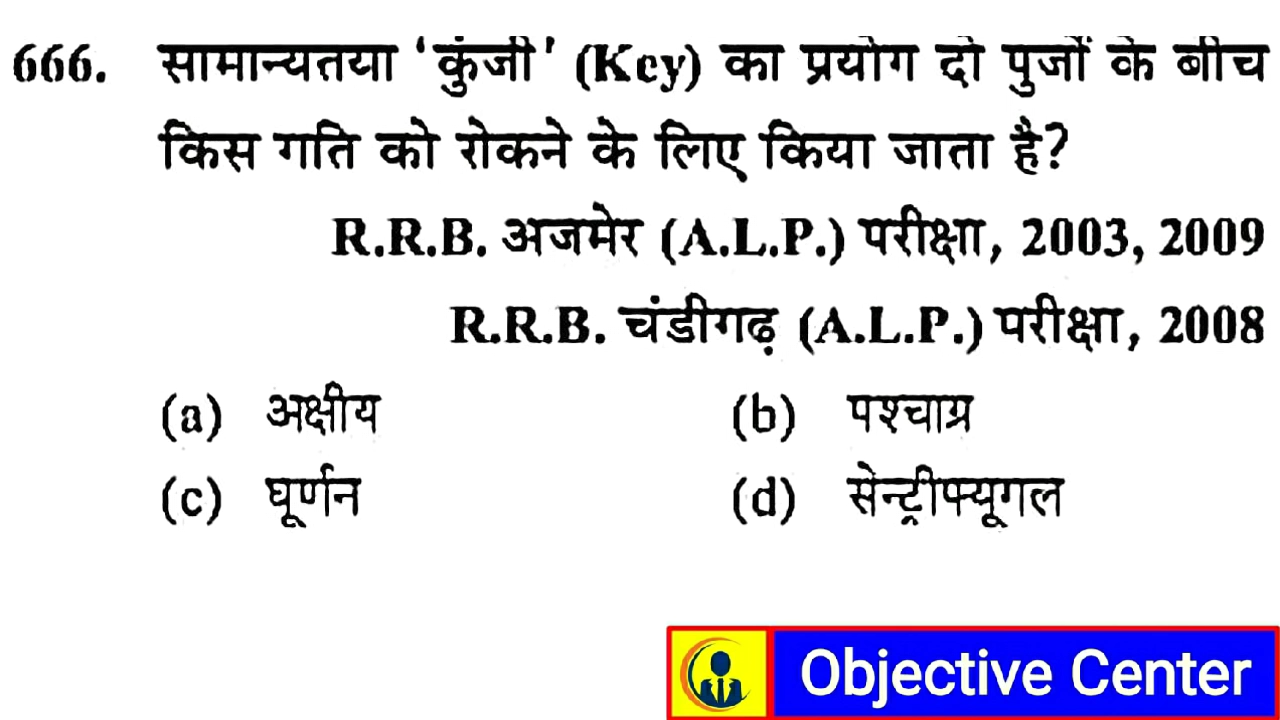 666. सामान्यतया 'कुंजी' (Key) का प्रयोग दो पुर्जों के बीच
किस गति को रोकने के लिए किया जाता है?
R.R.B. अजमेर (A.L.P.) परीक्षा, 2003, 2009
R.R.B. चंडीगढ़ (A.L.P.) परीक्षा, 2008
(a) अक्षीय (b) पश्चाग्र
(c) घूर्णन (d) सेन्ट्रीफ्यूगल
Objective Center